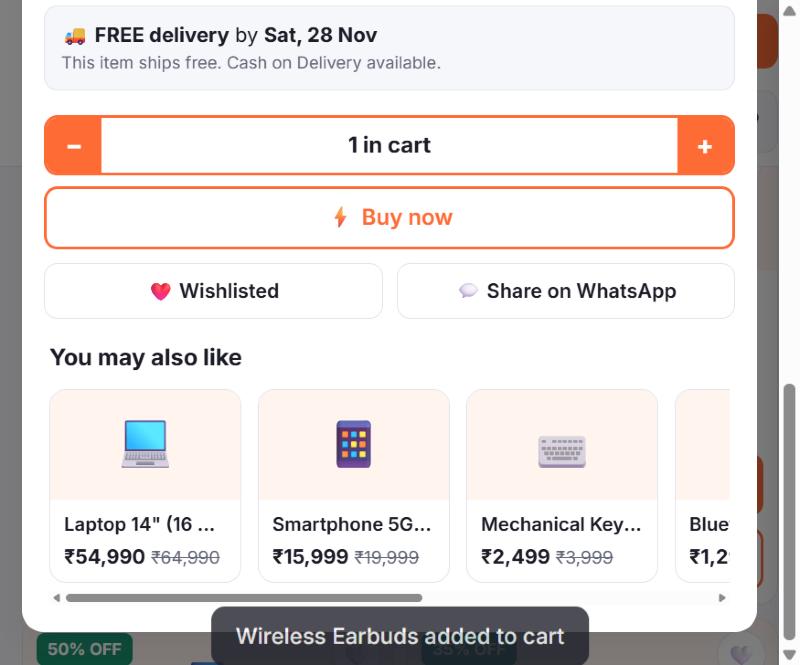 FREE delivery by Sat, 28 Nov
This item ships free. Cash on Delivery available.
− 1 in cart +
Buy now
Wishlisted
Share on WhatsApp
You may also like
Laptop 14" (16 ...
₹54,990 ₹64,990
Smartphone 5G...
₹15,999 ₹19,999
Mechanical Key...
₹2,499 ₹3,999
Wireless Earbuds added to cart
50% OFF
35% OFF